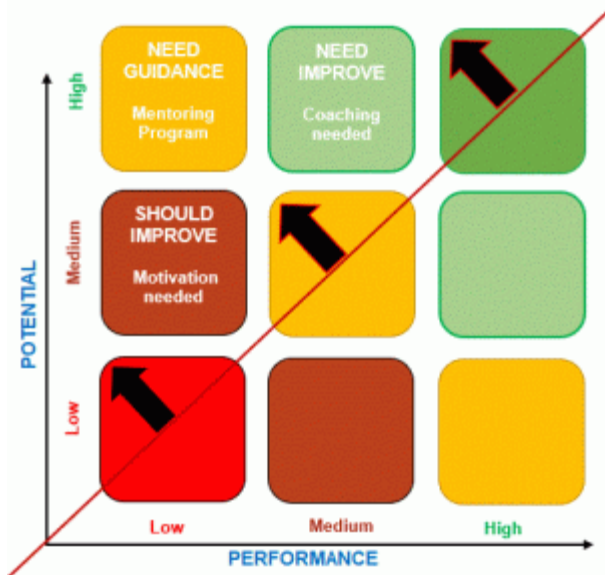 NEED
GUIDANCE
Mentoring
Program
NEED
IMPROVE
Coaching
needed
High
SHOULD
IMPROVE
Motivation
needed
Medium
POTENTIAL
Low
Low
Medium
High
PERFORMANCE